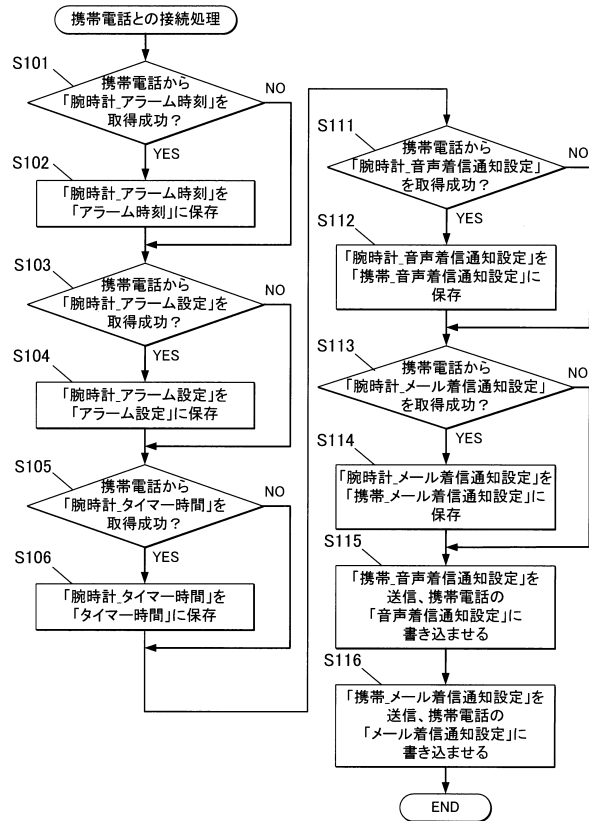 携帯電話との接続処理
S101
携帯電話から
「腕時計_アラーム時刻」を
取得成功？
NO
YES
S102
「腕時計_アラーム時刻」を
「アラーム時刻」に保存
S103
携帯電話から
「腕時計_アラーム設定」を
取得成功？
NO
YES
S104
「腕時計_アラーム設定」を
「アラーム設定」に保存
S105
携帯電話から
「腕時計_タイマー時間」を
取得成功？
NO
YES
S106
「腕時計_タイマー時間」を
「タイマー時間」に保存
S111
携帯電話から
「腕時計_音声着信通知設定」
を取得成功？
NO
YES
S112
「腕時計_音声着信通知設定」を
「携帯_音声着信通知設定」に
保存
S113
携帯電話から
「腕時計_メール着信通知設定」
を取得成功？
NO
YES
S114
「腕時計_メール着信通知設定」を
「携帯_メール着信通知設定」に
保存
S115
「携帯_音声着信通知設定」を
送信、携帯電話の
「音声着信通知設定」に
書き込ませる
S116
「携帯_メール着信通知設定」を
送信、携帯電話の
「メール着信通知設定」に
書き込ませる
END